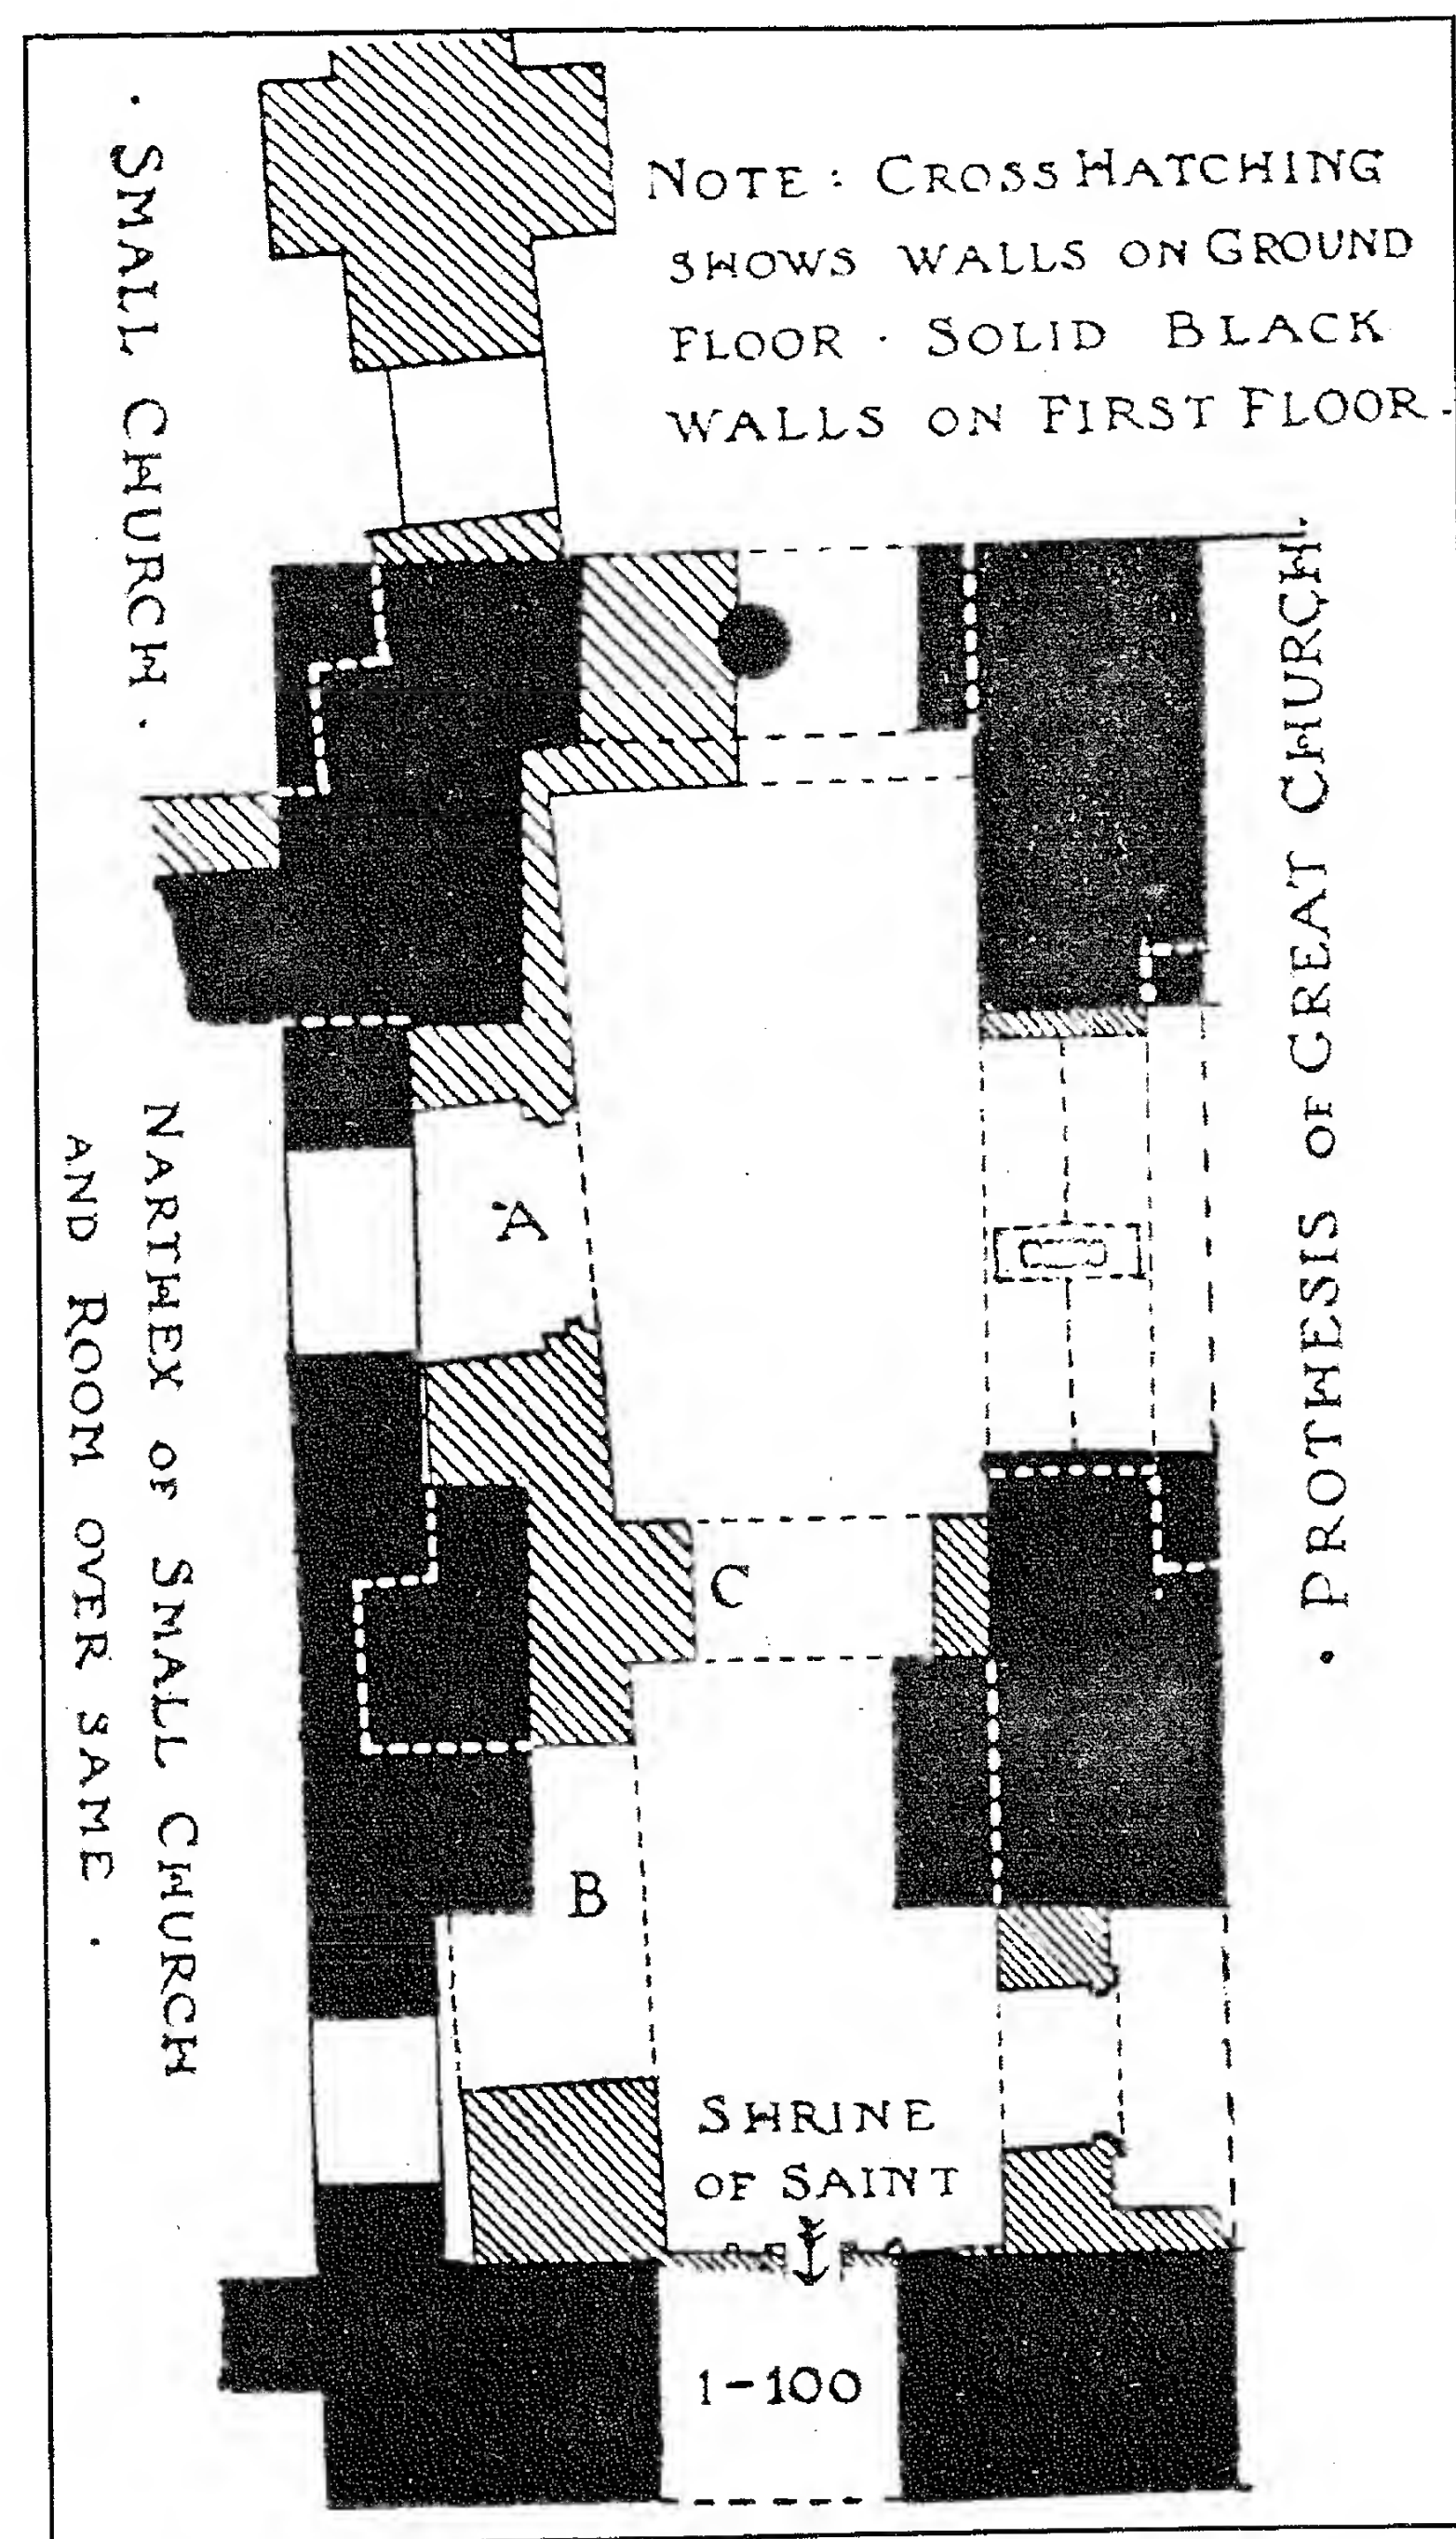 NOTE : CROSS HATCHING
SHOWS WALLS ON GROUND
FLOOR · SOLID BLACK
WALLS ON FIRST FLOOR ·
· SMALL CHURCH ·
· PROTHESIS OF GREAT CHURCH ·
NARTHEX OF SMALL CHURCH
AND ROOM OVER SAME ·
A
C
B
SHRINE
OF SAINT
1-100